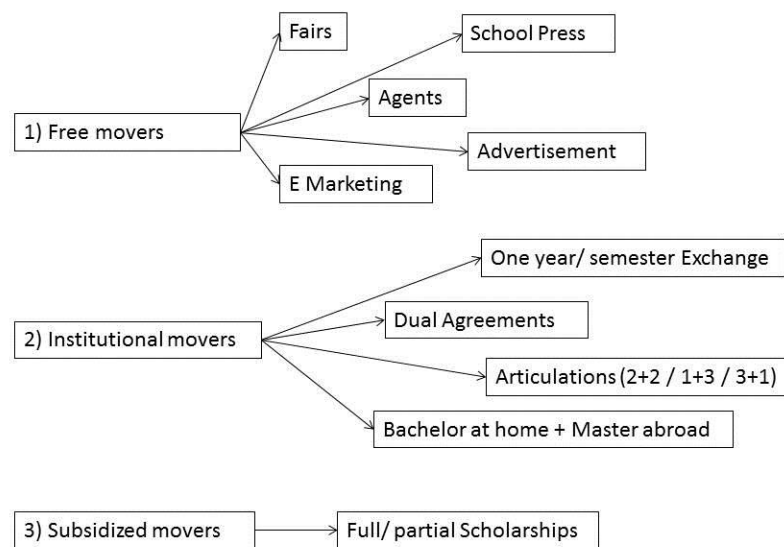 Fairs
School Press
Agents
1) Free movers
Advertisement
E Marketing
One year/ semester Exchange
Dual Agreements
2) Institutional movers
Articulations (2+2 / 1+3 / 3+1)
Bachelor at home + Master abroad
3) Subsidized movers
Full/ partial Scholarships